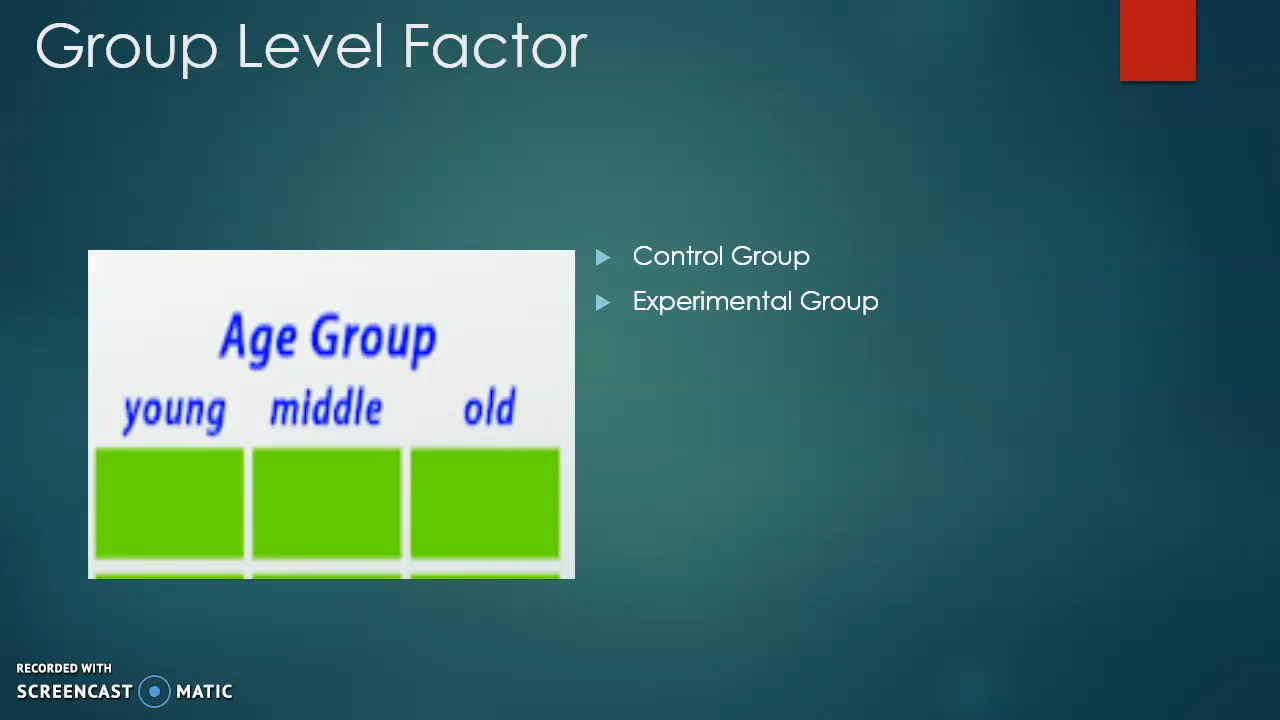 Group Level Factor
Control Group
Experimental Group
Age Group
young middle old
RECORDED WITH
SCREENCAST MATIC